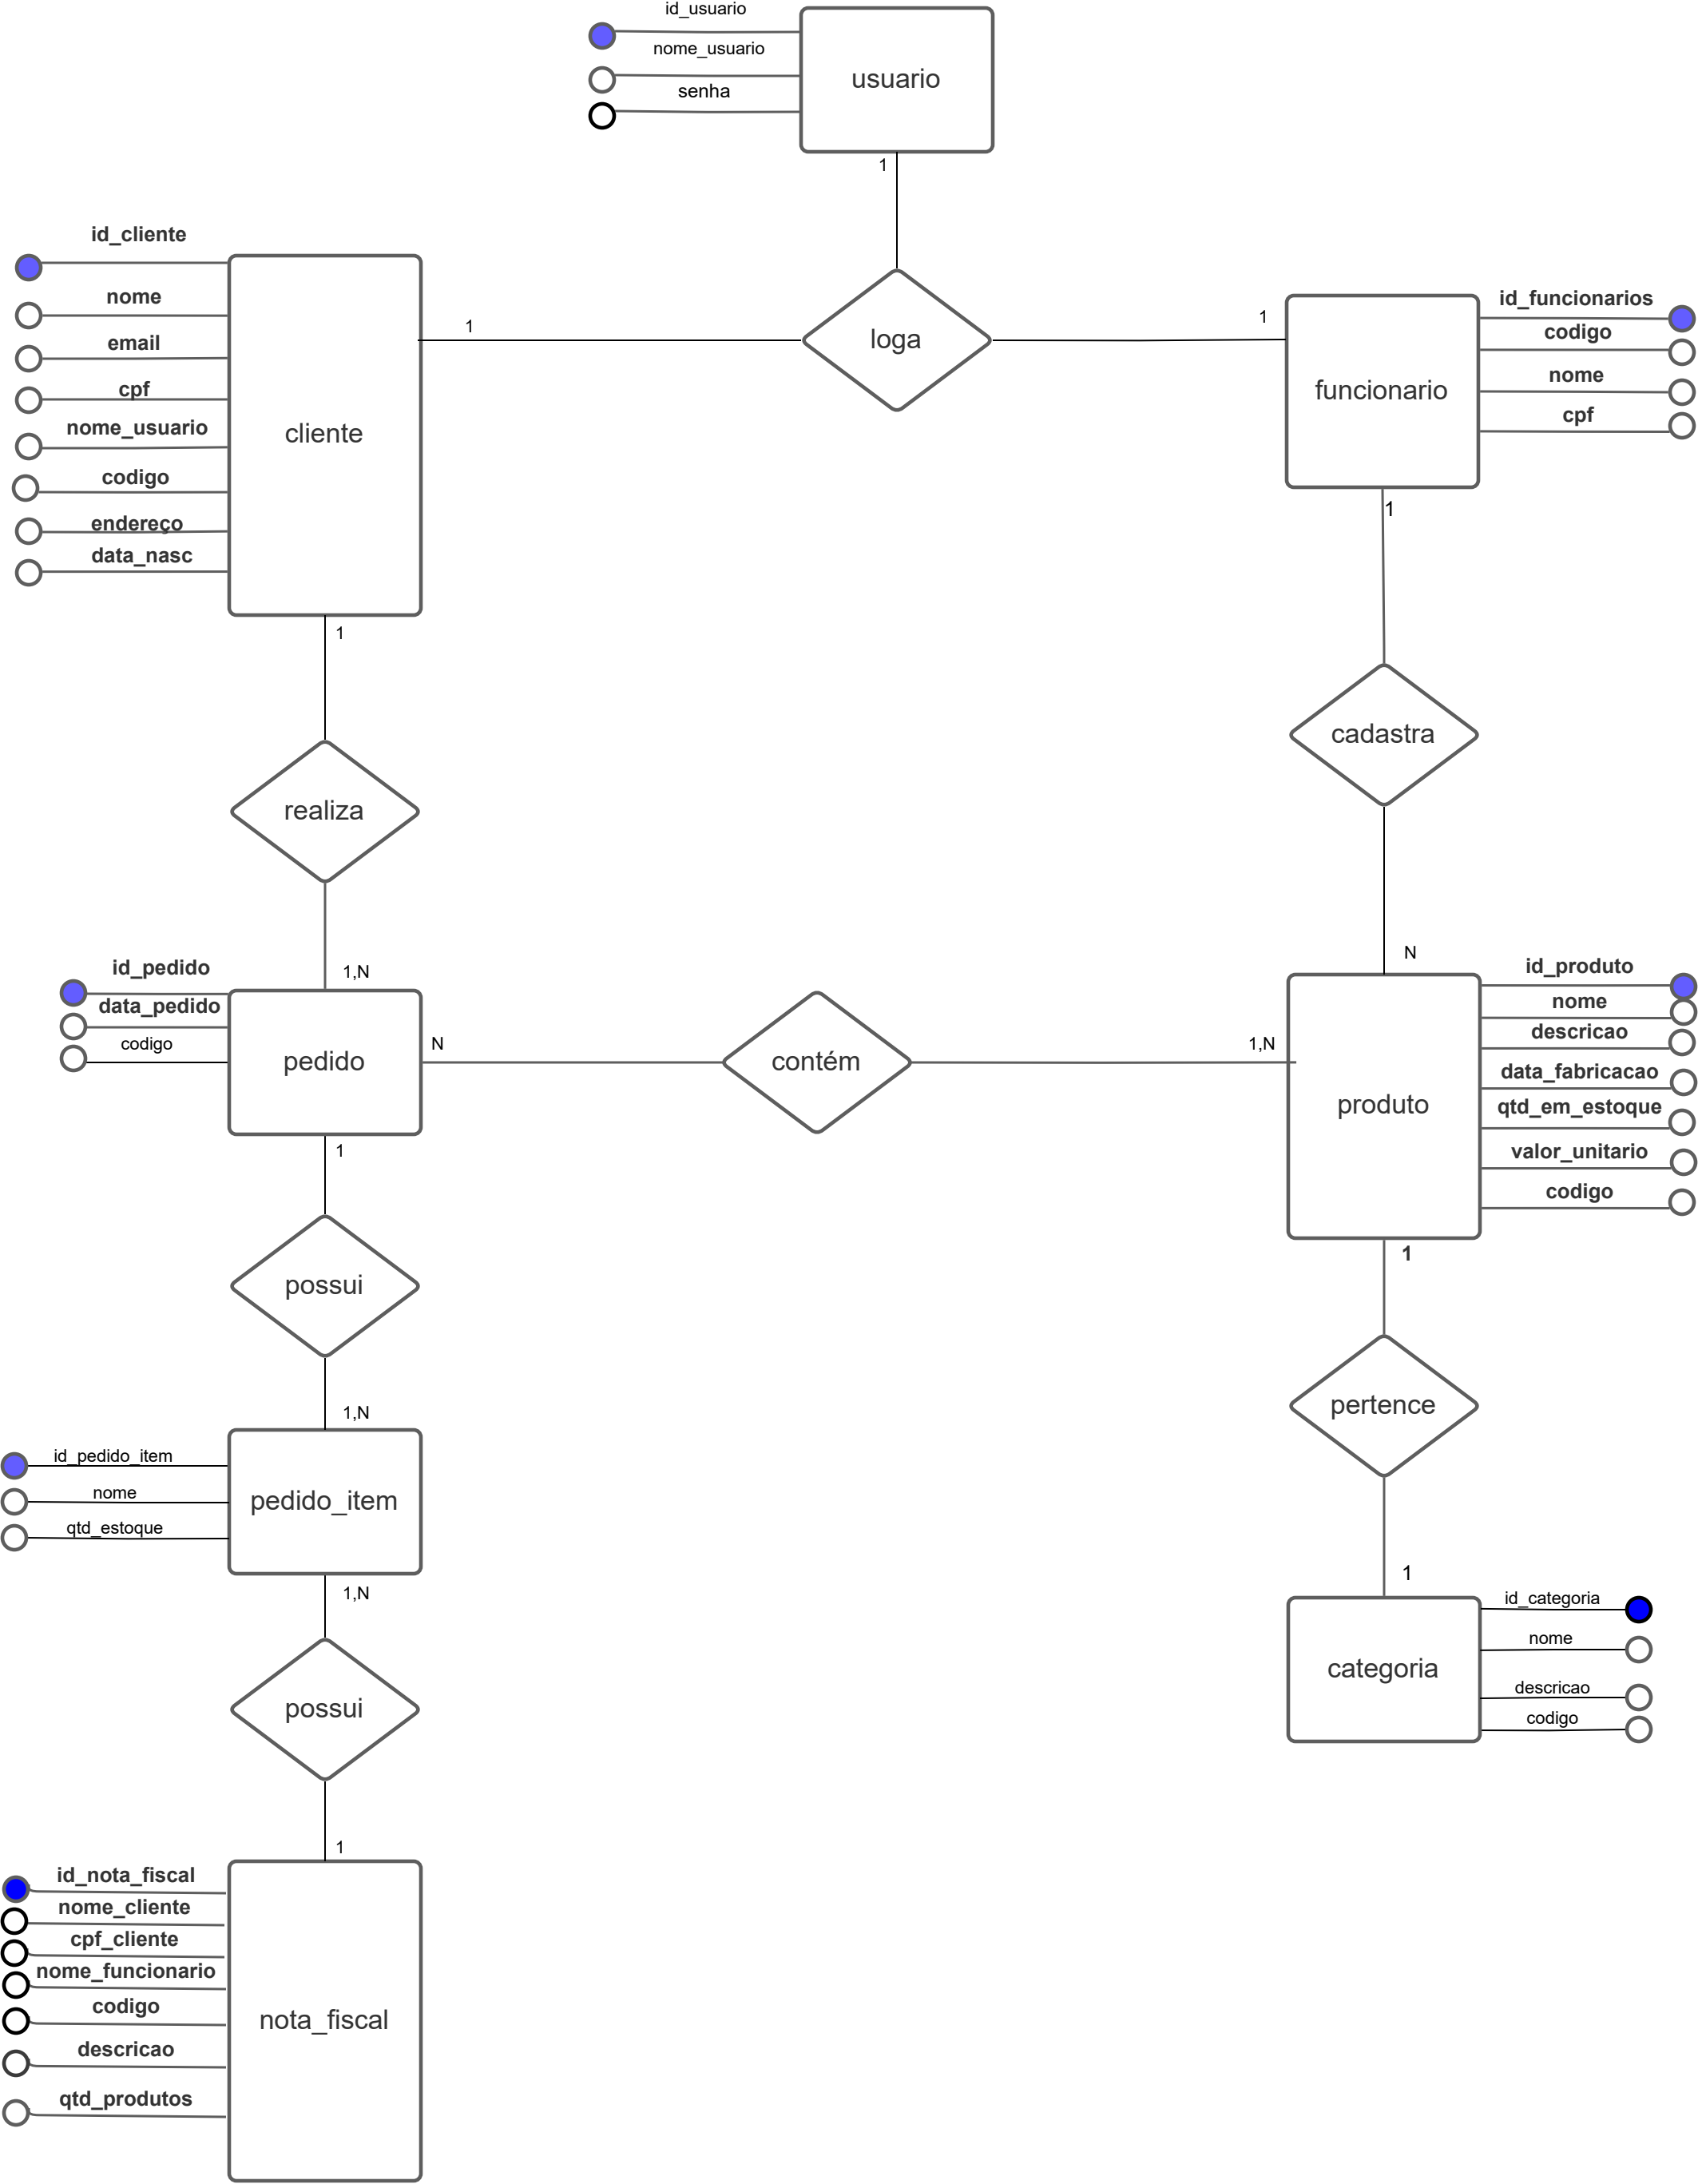 id_usuario
nome_usuario
senha
usuario
1
id_cliente
nome
email
cpf
nome_usuario
codigo
endereço
data_nasc
cliente
1
loga
1
funcionario
id_funcionarios
codigo
nome
cpf
1
1
realiza
cadastra
1,N
N
id_pedido
data_pedido
codigo
pedido
N
contém
1,N
produto
id_produto
nome
descricao
data_fabricacao
qtd_em_estoque
valor_unitario
codigo
1
1
possui
pertence
1,N
1
id_pedido_item
nome
qtd_estoque
pedido_item
categoria
id_categoria
nome
descricao
codigo
1,N
possui
1
id_nota_fiscal
nome_cliente
cpf_cliente
nome_funcionario
codigo
descricao
qtd_produtos
nota_fiscal